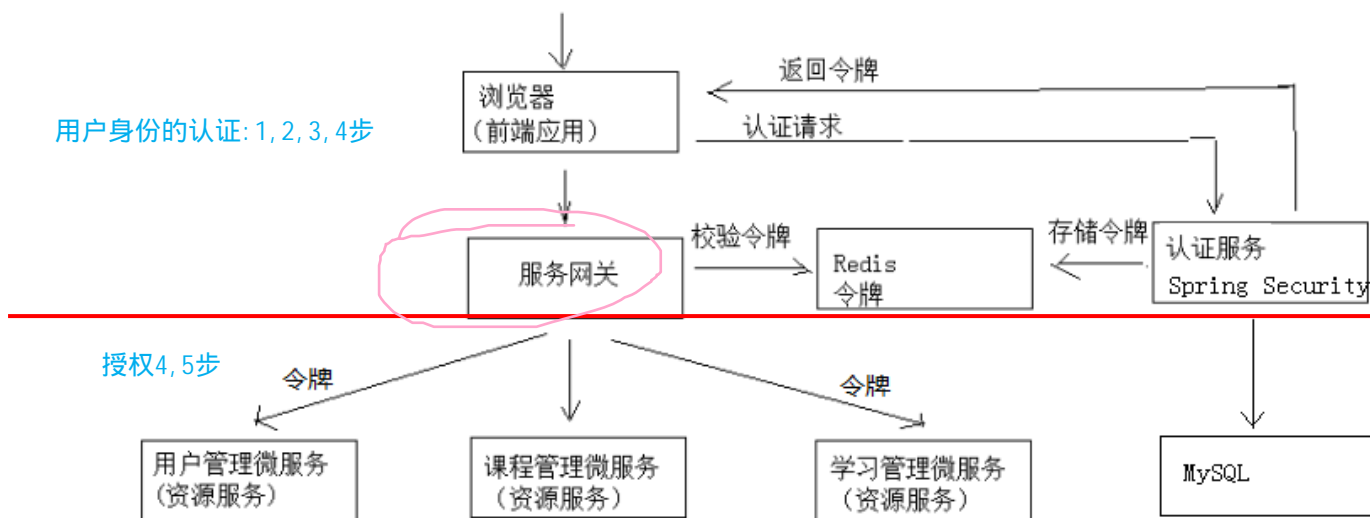 返回令牌
浏览器
(前端应用)
用户身份的认证: 1, 2, 3, 4步
认证请求
校验令牌
存储令牌
服务网关
Redis
令牌
认证服务
Spring Security
授权4, 5步
令牌
令牌
用户管理微服务
(资源服务)
课程管理微服务
(资源服务)
学习管理微服务
(资源服务)
MySQL